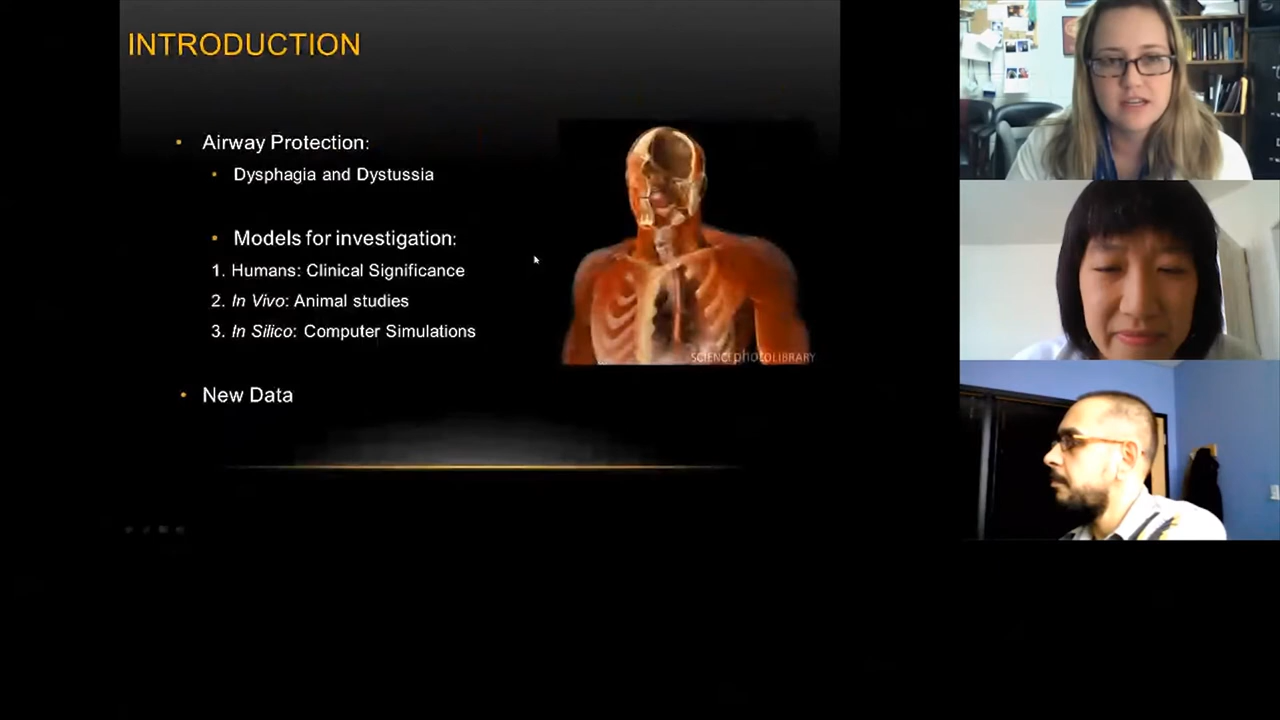 INTRODUCTION
• Airway Protection:
• Dysphagia and Dystussia
• Models for investigation:
1. Humans: Clinical Significance
2. In Vivo: Animal studies
3. In Silico: Computer Simulations
SCIENCEPHOTOLIBRARY
• New Data